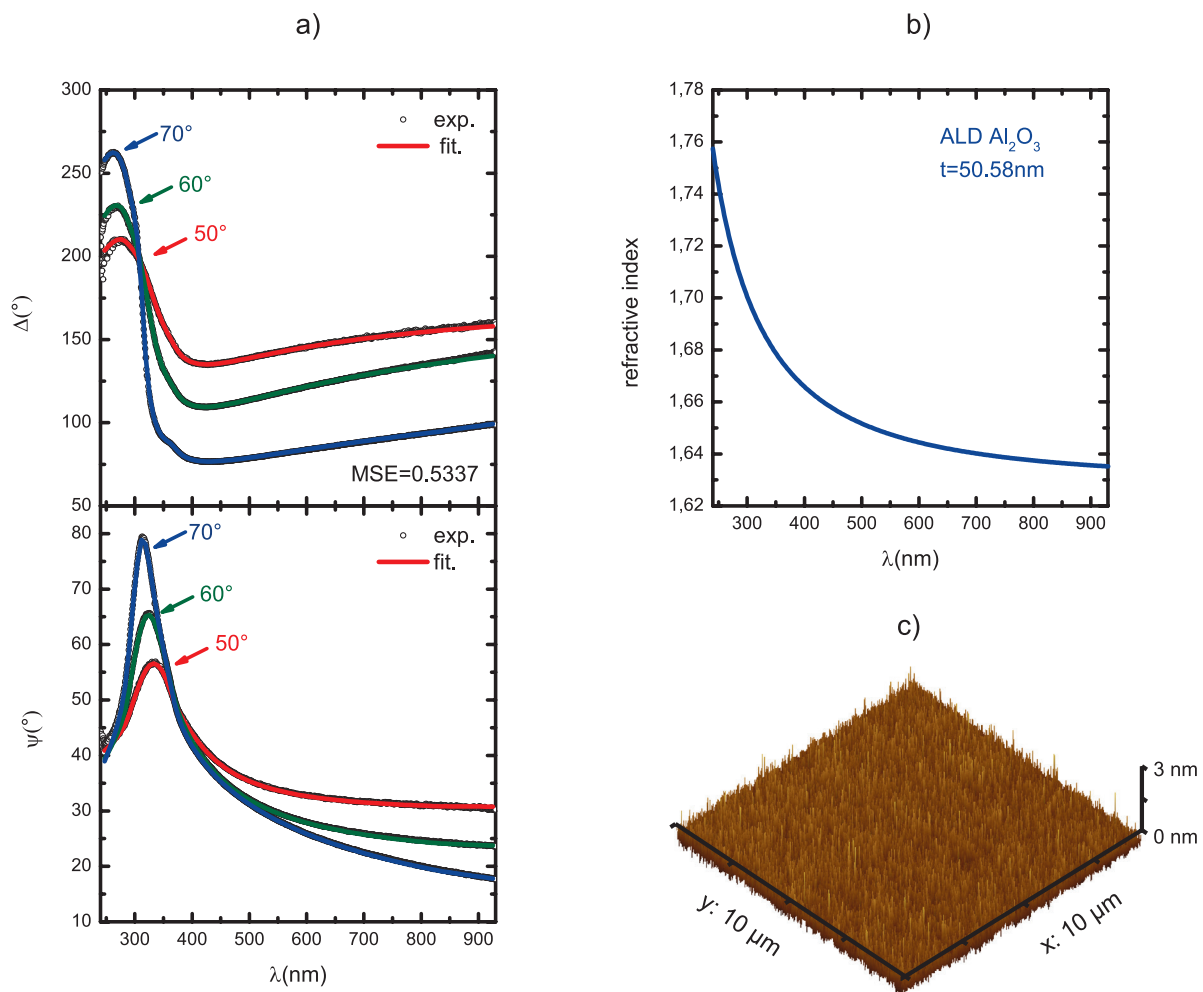 a)
300
250
200
150
100
50
Δ(°)
70°
60°
50°
exp.
fit.
MSE=0.5337
80
70
60
50
40
30
20
10
ψ(°)
70°
60°
50°
exp.
fit.
300 400 500 600 700 800 900
λ(nm)
b)
1,78
1,76
1,74
1,72
1,70
1,68
1,66
1,64
1,62
refractive index
ALD Al₂O₃
t=50.58nm
300 400 500 600 700 800 900
λ(nm)
c)
3 nm
0 nm
y: 10 µm
x: 10 µm